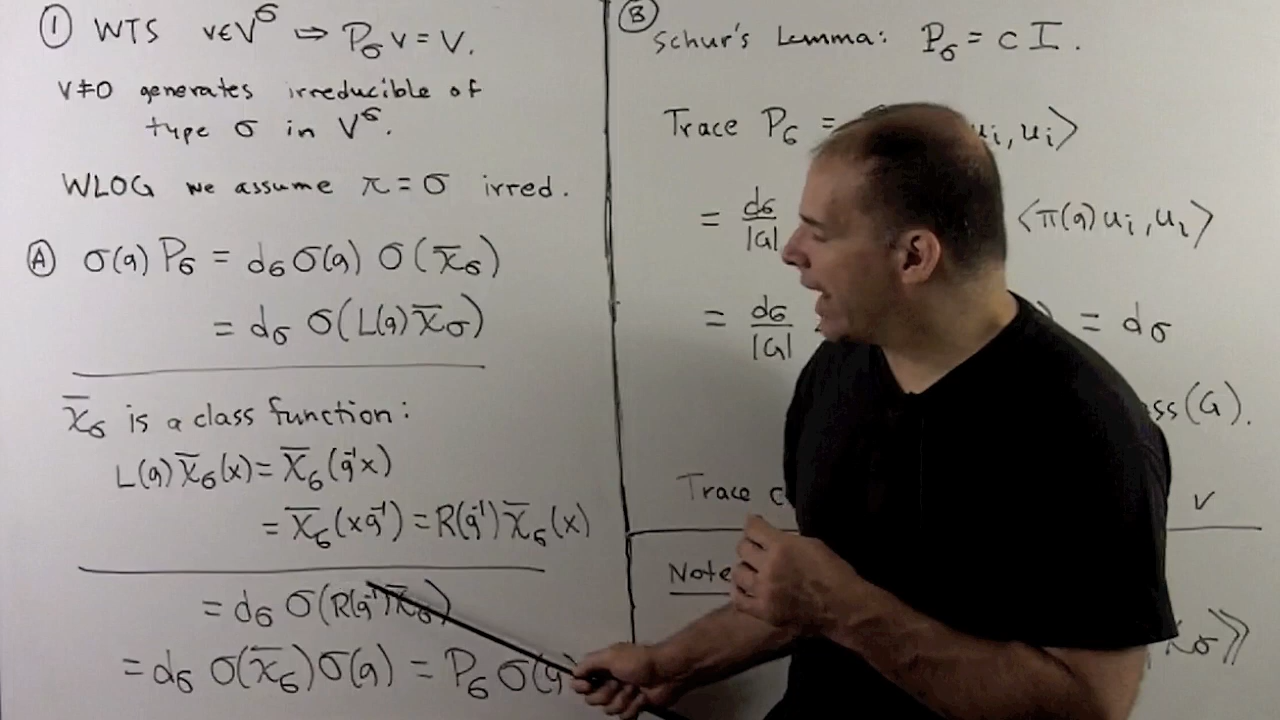 ① WTS v∈V^σ ⇒ P_σ v = V.
v≠0 generates irreducible of
type σ in V^σ.
WLOG we assume π = σ irred.
Ⓐ σ(g) P_σ = d_σ σ(g) σ(χ̄_σ)
= d_σ σ(L(g) χ̄_σ)
χ̄_σ is a class function:
L(g) χ̄_σ(x) = χ̄_σ(g⁻¹x)
= χ̄_σ(xg⁻¹) = R(g⁻¹) χ̄_σ(x)
= d_σ σ(R(g⁻¹) χ̄_σ)
= d_σ σ(χ̄_σ) σ(g) = P_σ σ(g
Ⓑ
Schur's Lemma: P_σ = c I.
Trace P_σ = u_i, u_i⟩
= d_σ/|G| ⟨π(g) u_i, u_i⟩
= d_σ/|G| ) = d_σ
ss(G).
Trace c v
Note
χ_σ⟫